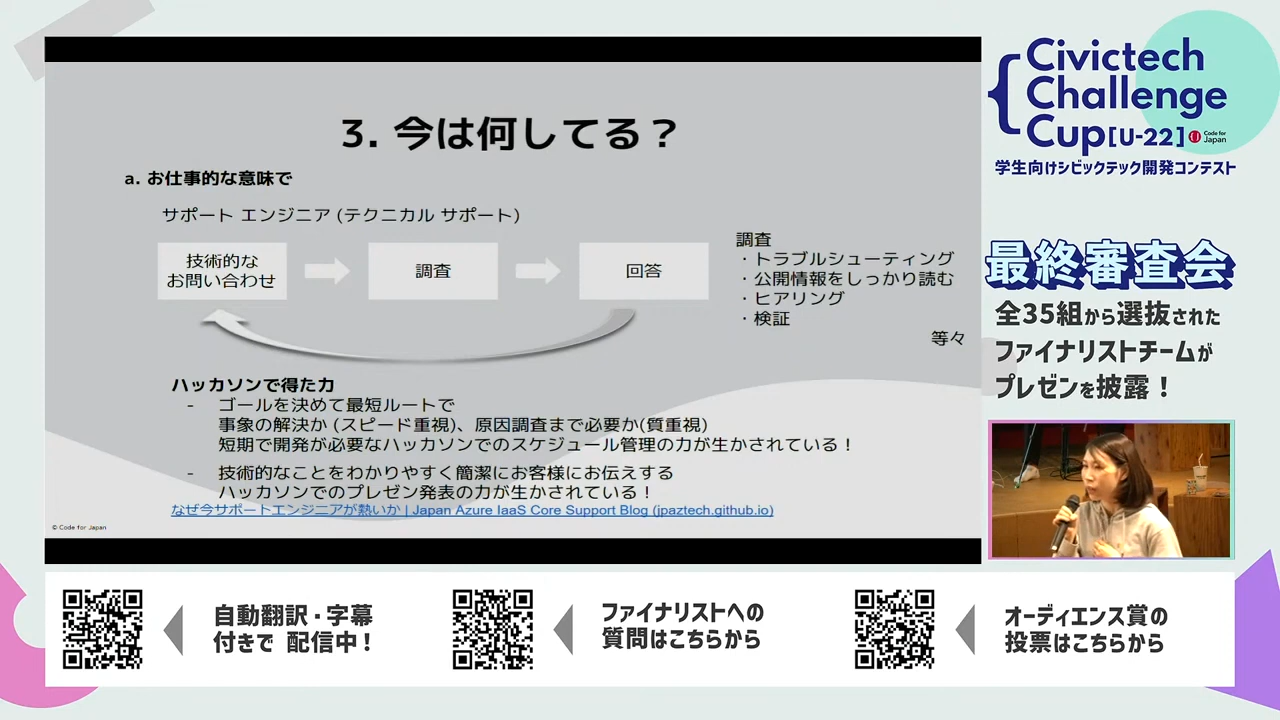 3. 今は何してる？
a. お仕事的な意味で
サポート エンジニア (テクニカル サポート)
技術的な
お問い合わせ
調査
回答
調査
・トラブルシューティング
・公開情報をしっかり読む
・ヒアリング
・検証
等々
ハッカソンで得た力
- ゴールを決めて最短ルートで
事象の解決か (スピード重視)、原因調査まで必要か(質重視)
短期で開発が必要なハッカソンでのスケジュール管理の力が生かされている！
- 技術的なことをわかりやすく簡潔にお客様にお伝えする
ハッカソンでのプレゼン発表の力が生かされている！
なぜ今サポートエンジニアが熱いか | Japan Azure IaaS Core Support Blog (jpaztech.github.io)
© Code for Japan
Civictech
Challenge
Cup[U-22]
Code for
Japan
学生向けシビックテック開発コンテスト
最終審査会
全35組から選抜された
ファイナリストチームが
プレゼンを披露！
自動翻訳・字幕
付きで 配信中！
ファイナリストへの
質問はこちらから
オーディエンス賞の
投票はこちらから